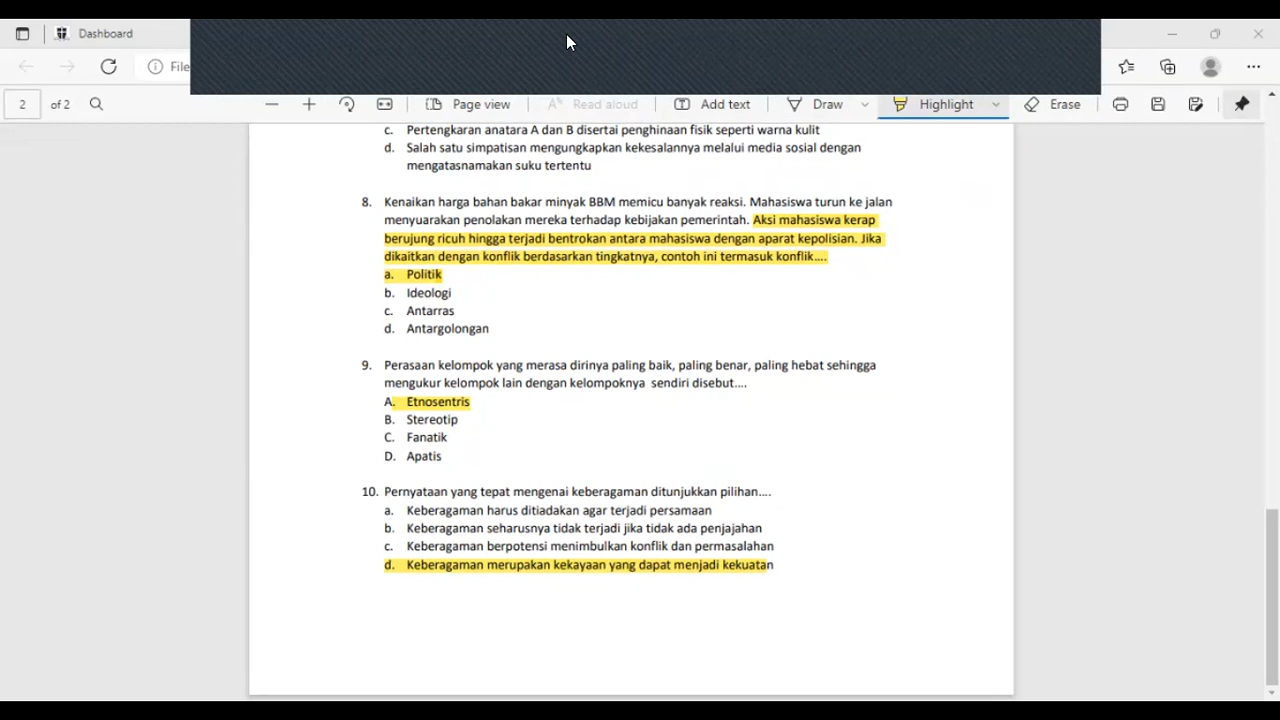 Dashboard
File
2 of 2 Page view Read aloud Add text Draw Highlight Erase
c. Pertengkaran anatara A dan B disertai penghinaan fisik seperti warna kulit
d. Salah satu simpatisan mengungkapkan kekesalannya melalui media sosial dengan
mengatasnamakan suku tertentu
8. Kenaikan harga bahan bakar minyak BBM memicu banyak reaksi. Mahasiswa turun ke jalan
menyuarakan penolakan mereka terhadap kebijakan pemerintah. Aksi mahasiswa kerap
berujung ricuh hingga terjadi bentrokan antara mahasiswa dengan aparat kepolisian. Jika
dikaitkan dengan konflik berdasarkan tingkatnya, contoh ini termasuk konflik....
a. Politik
b. Ideologi
c. Antarras
d. Antargolongan
9. Perasaan kelompok yang merasa dirinya paling baik, paling benar, paling hebat sehingga
mengukur kelompok lain dengan kelompoknya sendiri disebut....
A. Etnosentris
B. Stereotip
C. Fanatik
D. Apatis
10. Pernyataan yang tepat mengenai keberagaman ditunjukkan pilihan....
a. Keberagaman harus ditiadakan agar terjadi persamaan
b. Keberagaman seharusnya tidak terjadi jika tidak ada penjajahan
c. Keberagaman berpotensi menimbulkan konflik dan permasalahan
d. Keberagaman merupakan kekayaan yang dapat menjadi kekuatan